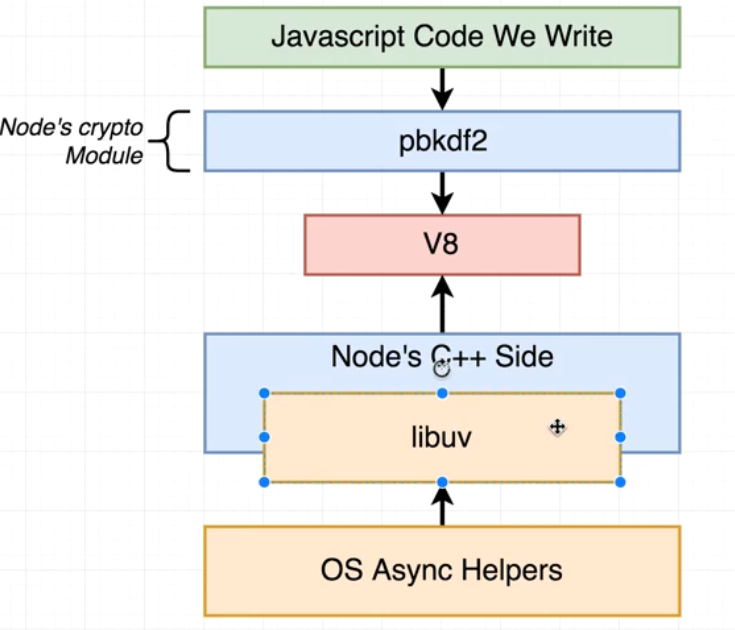 Javascript Code We Write
Node's crypto
Module
pbkdf2
V8
Node's C++ Side
libuv
OS Async Helpers